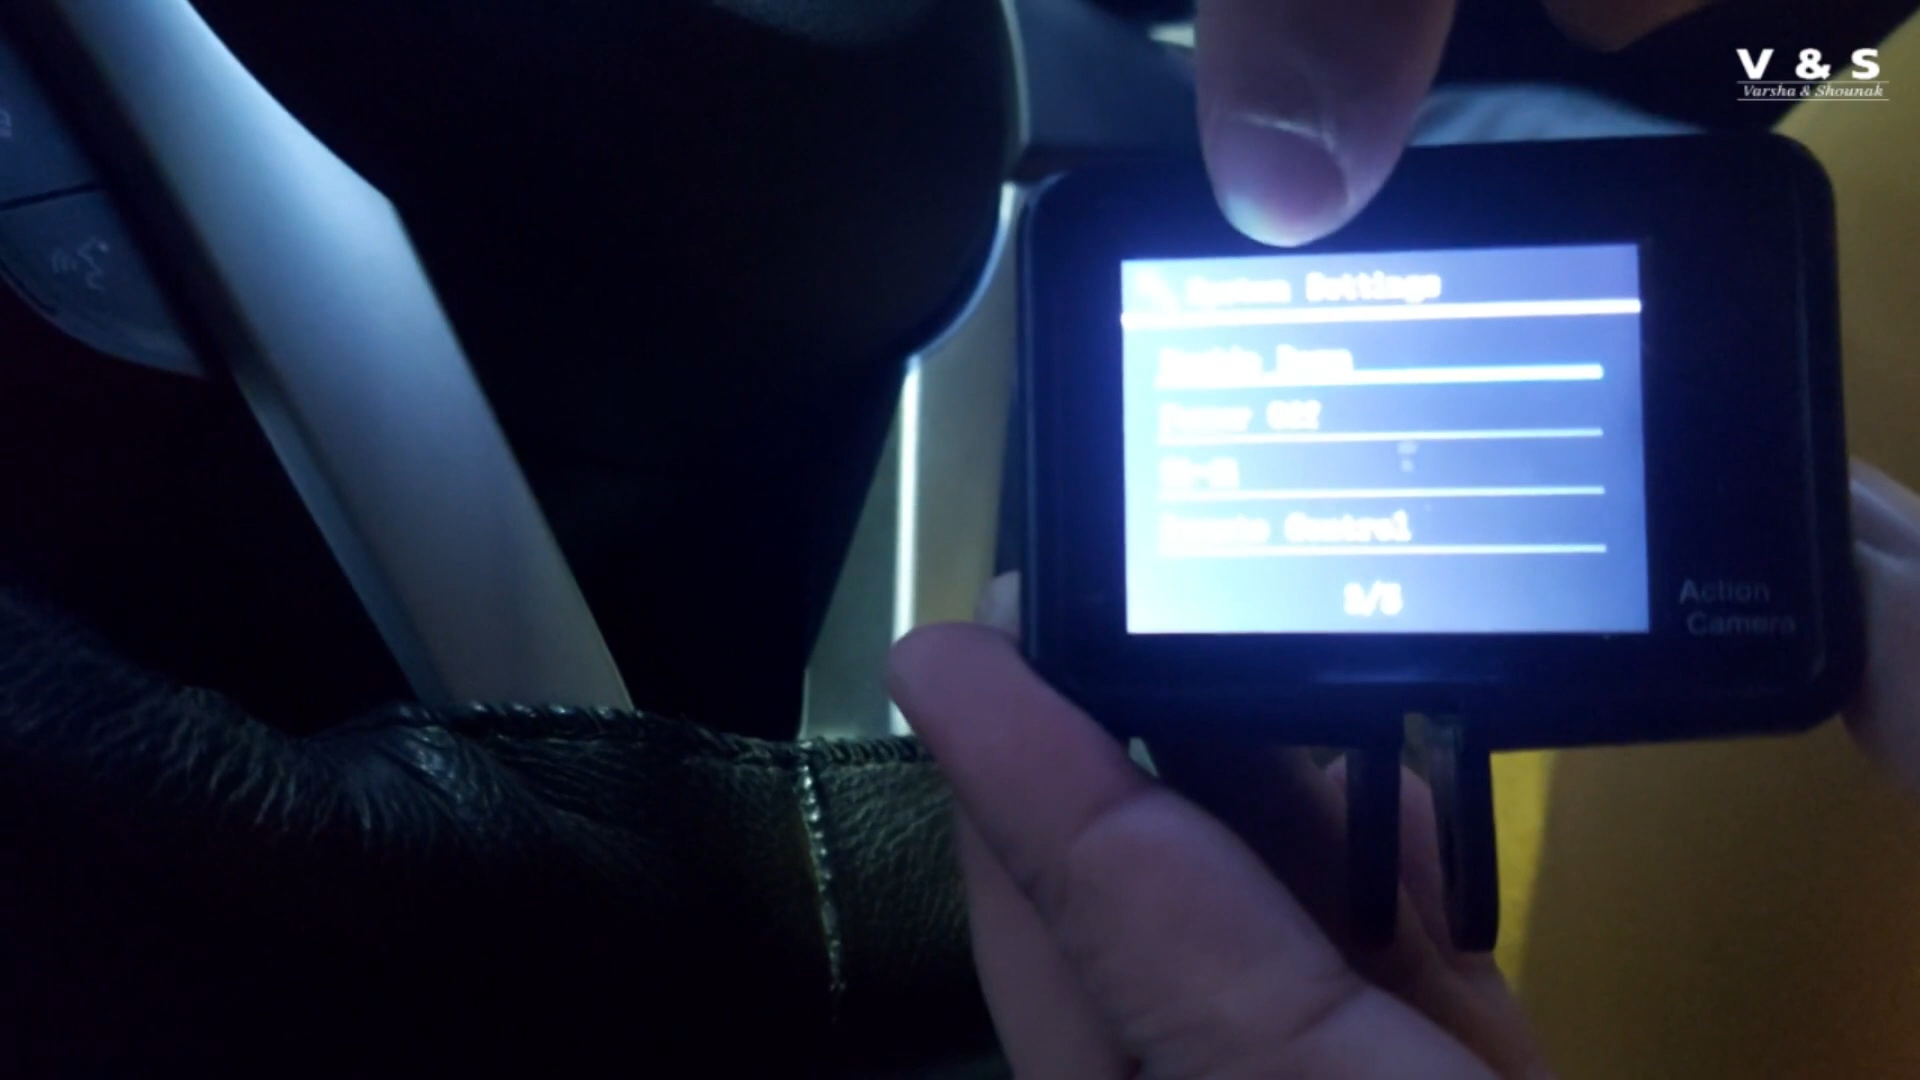 V & S
Varsha & Shounak
System Settings
Power Off
Wi-Fi
Remote Control
Action
Camera